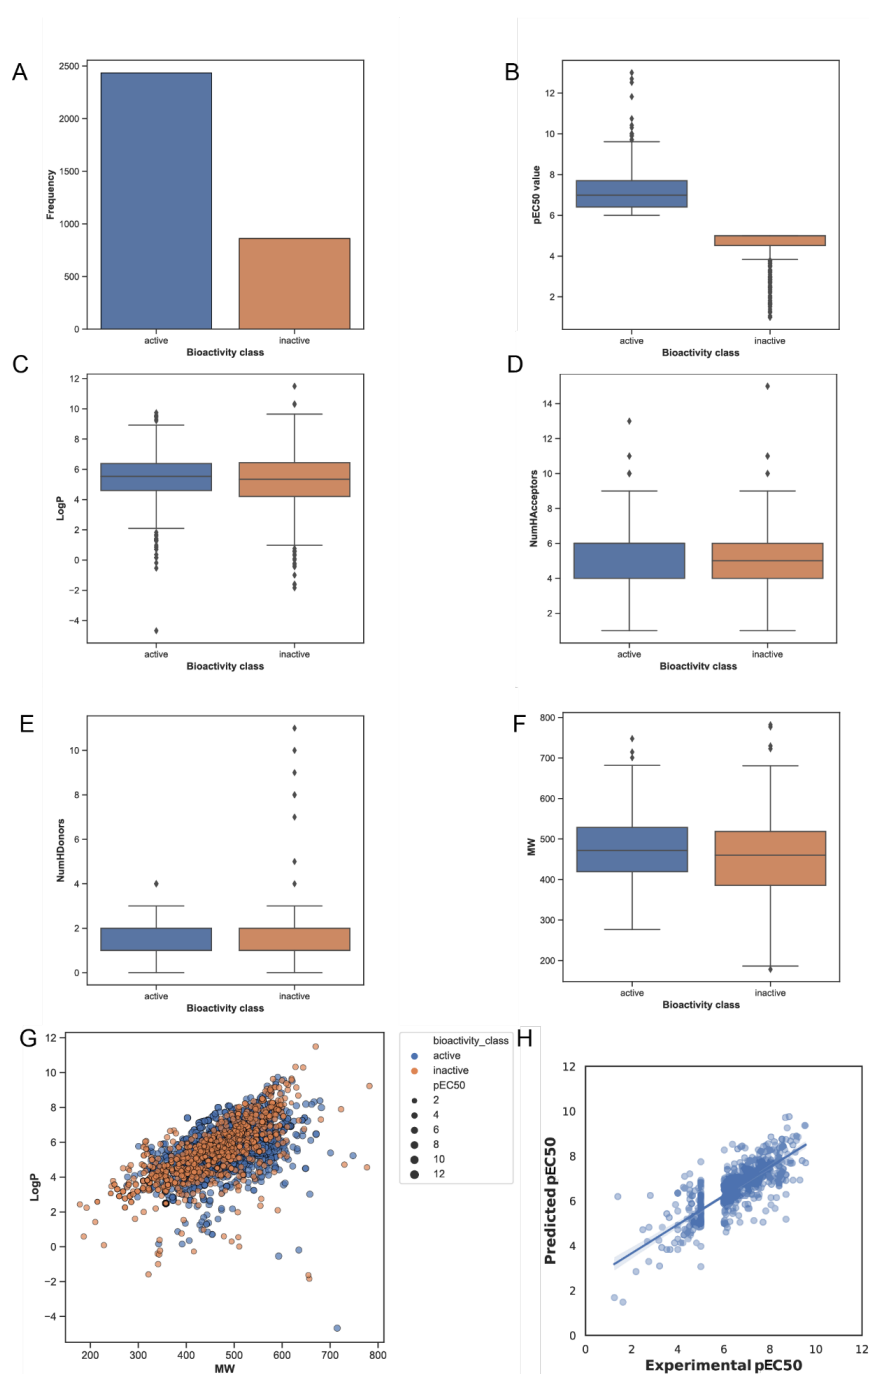 A
2500
2000
1500
1000
500
0
Frequency
active
inactive
Bioactivity class
B
12
10
8
6
4
2
pEC50 value
active
inactive
Bioactivity class
C
12
10
8
6
4
2
0
−2
−4
LogP
active
inactive
Bioactivity class
D
14
12
10
8
6
4
2
NumHAcceptors
active
inactive
Bioactivity class
E
10
8
6
4
2
0
NumHDonors
active
inactive
Bioactivity class
F
800
700
600
500
400
300
200
MW
active
inactive
Bioactivity class
G
12
10
8
6
4
2
0
−2
−4
LogP
200
300
400
500
600
700
800
MW
bioactivity_class
active
inactive
pEC50
2
4
6
8
10
12
H
12
10
8
6
4
2
0
Predicted pEC50
0
2
4
6
8
10
12
Experimental pEC50